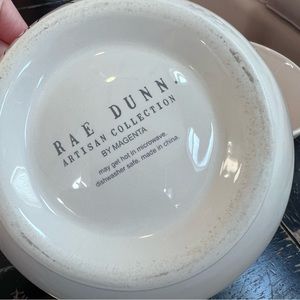 RAE DUNN.
ARTISAN COLLECTION
BY MAGENTA
may get hot in microwave.
dishwasher safe. made in china.